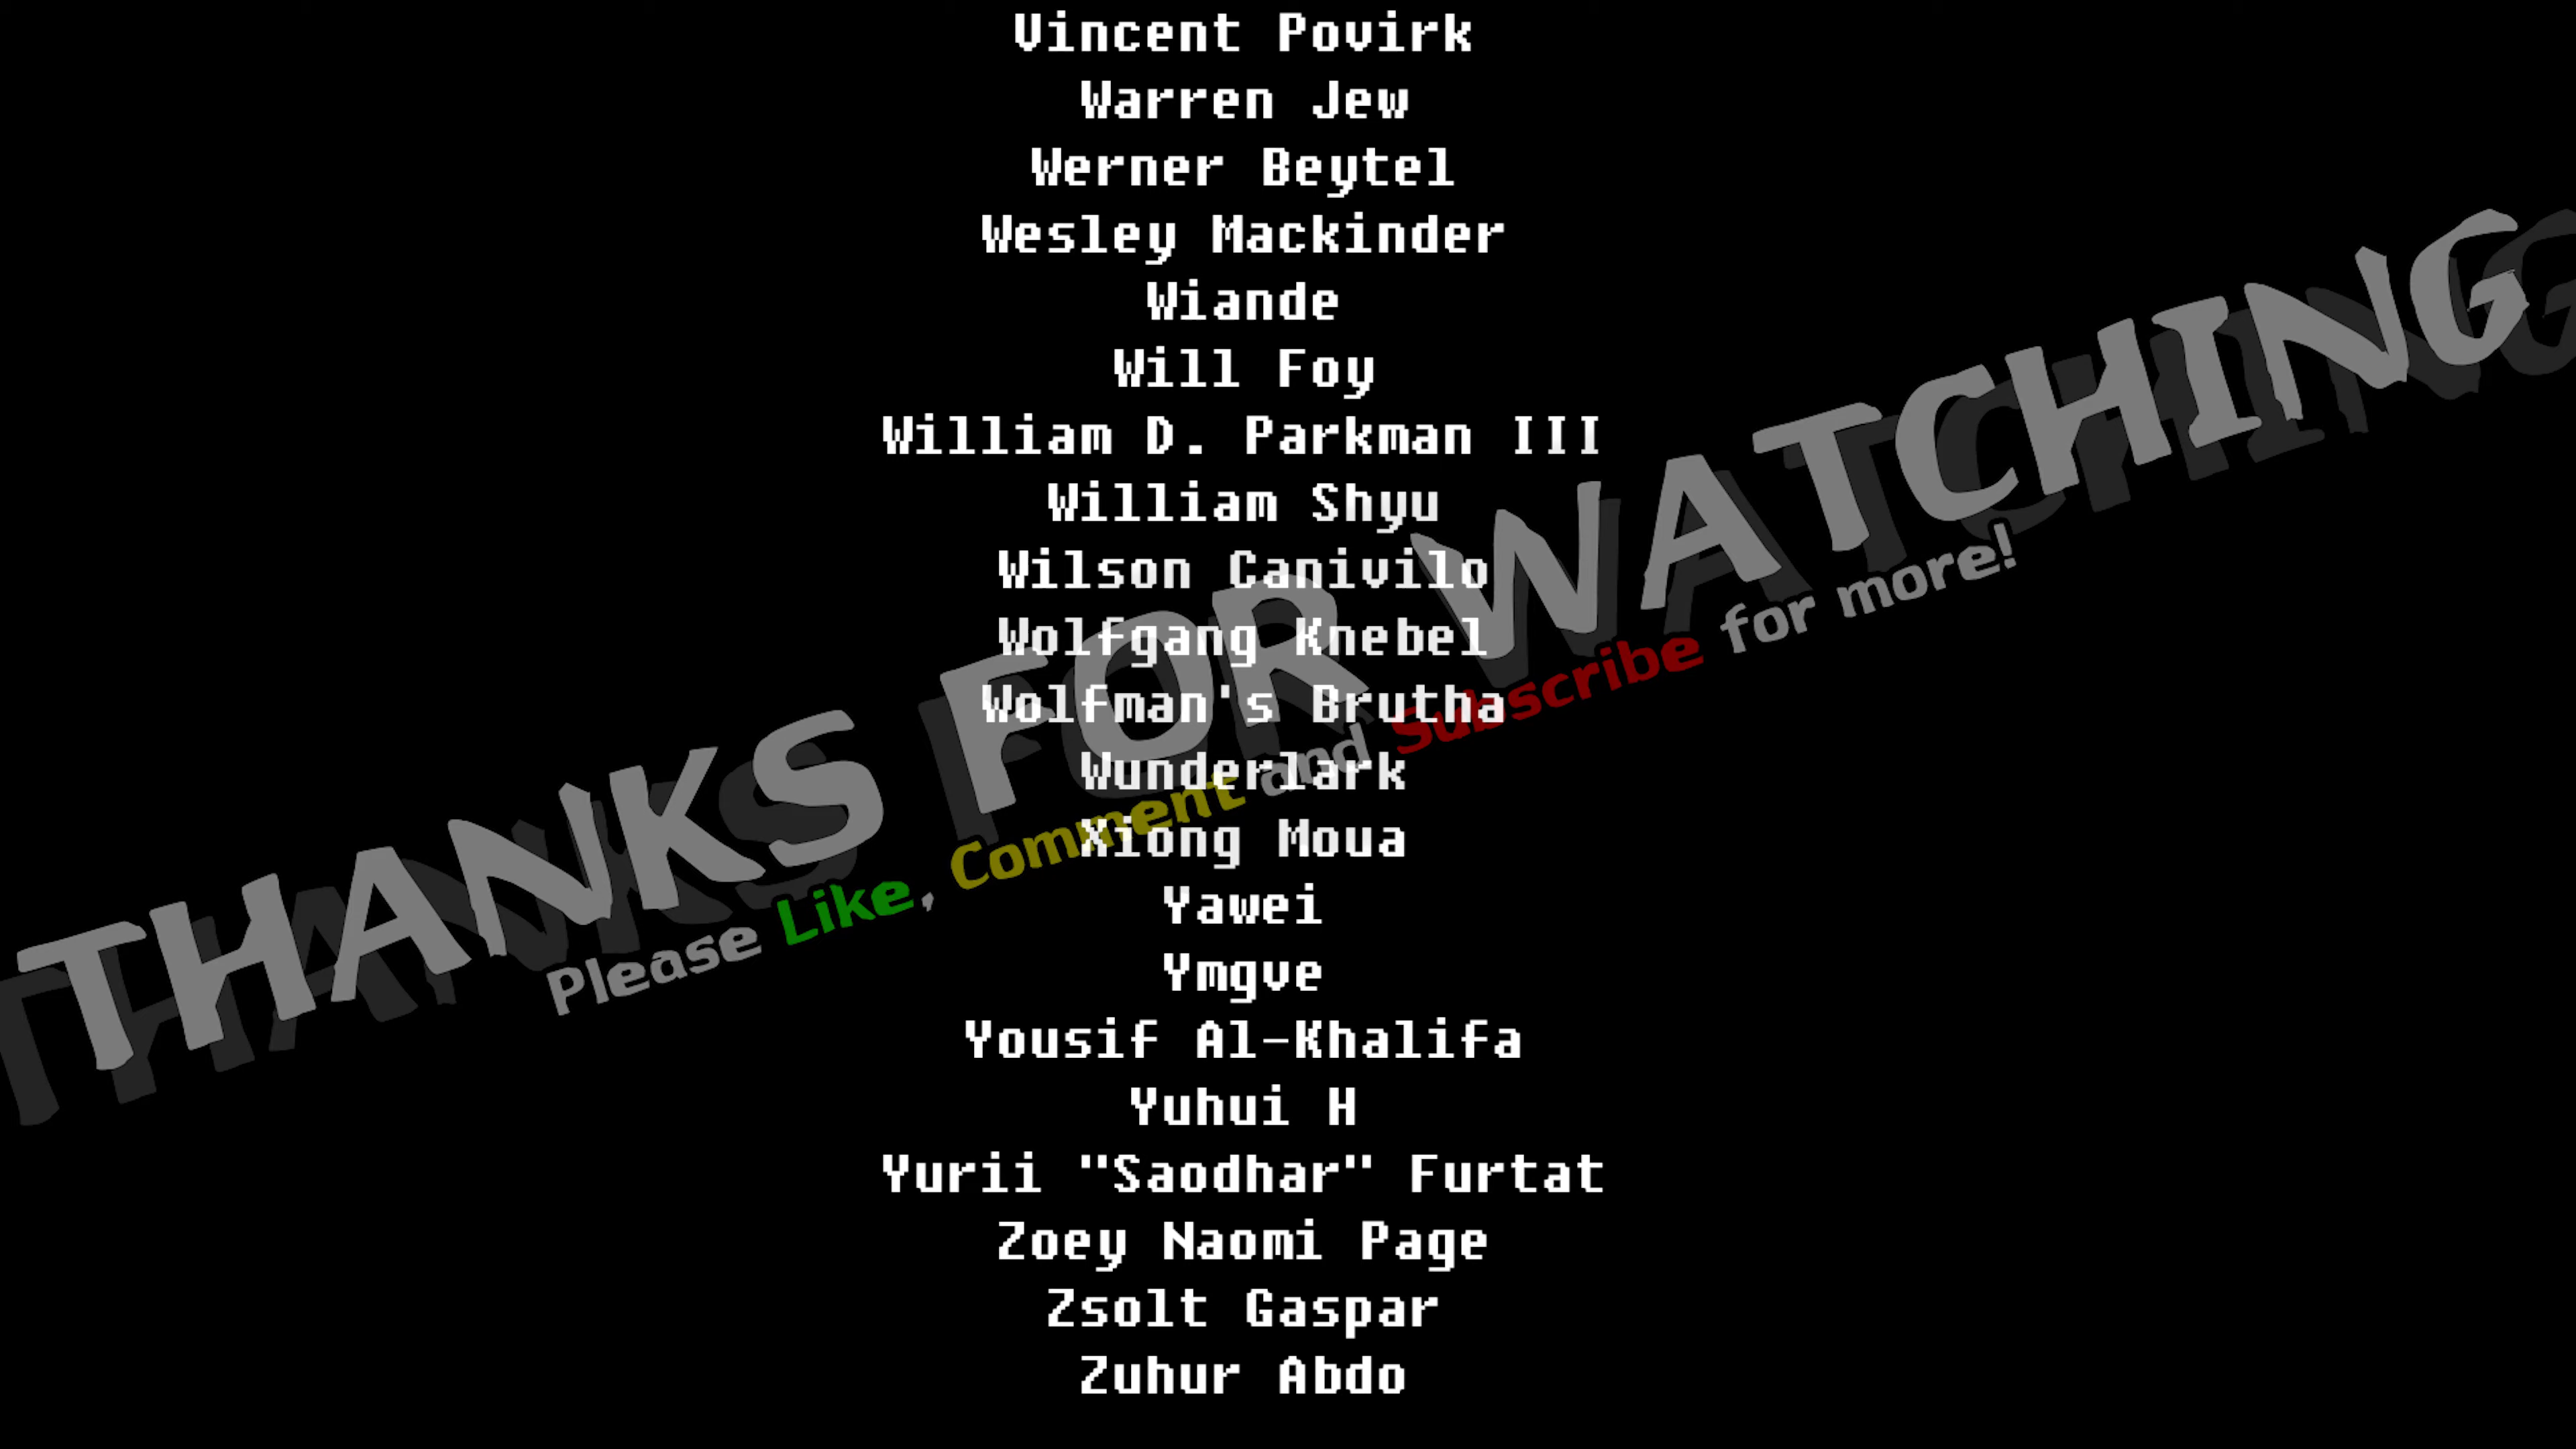 Vincent Povirk
Warren Jew
Werner Beytel
Wesley Mackinder
Wiande
Will Foy
William D. Parkman III
William Shyu
Wilson Canivilo
Wolfgang Knebel
Wolfman's Brutha
Wunderlark
Xiong Moua
Yawei
Ymgve
Yousif Al-Khalifa
Yuhui H
Yurii "Saodhar" Furtat
Zoey Naomi Page
Zsolt Gaspar
Zuhur Abdo
THANKS FOR WATCHING
Please Like, Comment and Subscribe for more!